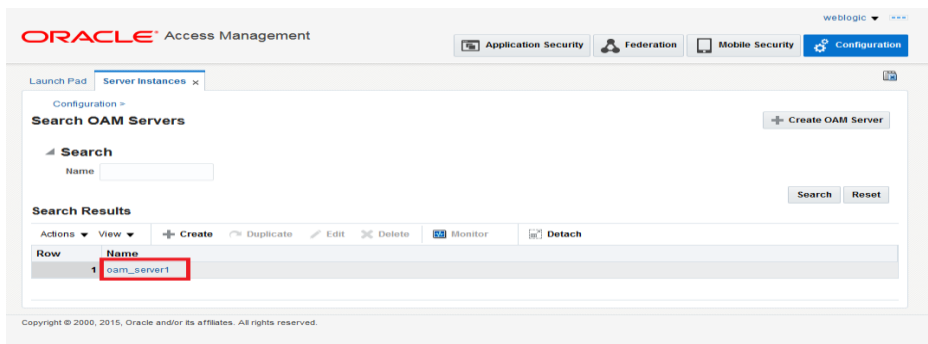 weblogic
ORACLE Access Management
Application Security Federation Mobile Security Configuration
Launch Pad Server Instances x
Configuration >
Search OAM Servers
Create OAM Server
Search
Name
Search Reset
Search Results
Actions View Create Duplicate Edit Delete Monitor Detach
Row Name
1 oam_server1
Copyright © 2000, 2015, Oracle and/or its affiliates. All rights reserved.